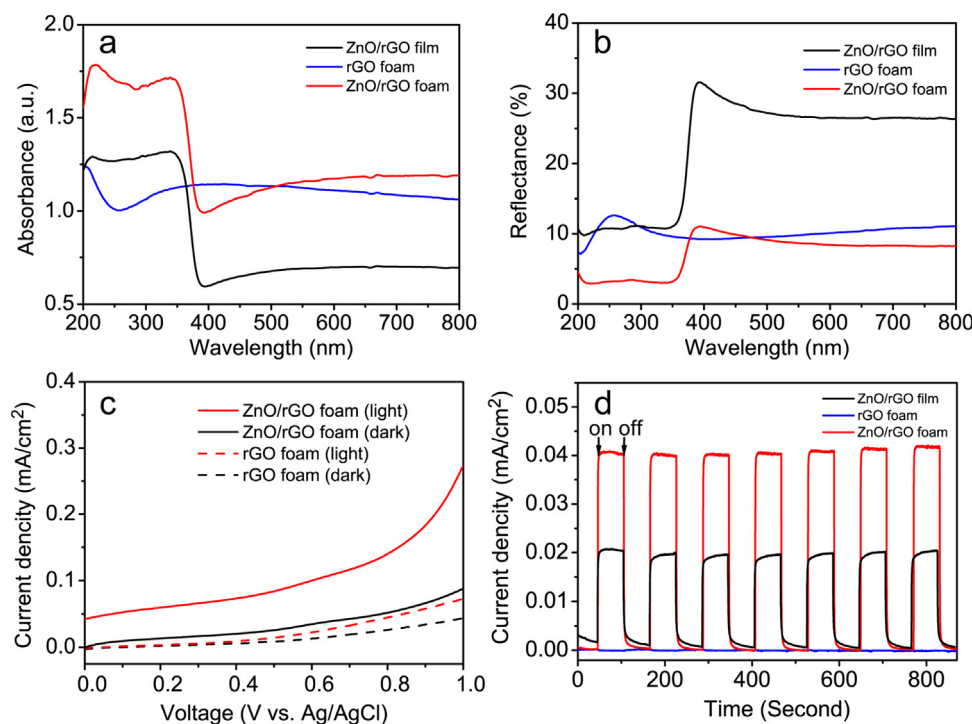 a
ZnO/rGO film
rGO foam
ZnO/rGO foam
Absorbance (a.u.)
2.0
1.5
1.0
0.5
200 300 400 500 600 700 800
Wavelength (nm)
b
ZnO/rGO film
rGO foam
ZnO/rGO foam
Reflectance (%)
40
30
20
10
0
200 300 400 500 600 700 800
Wavelength (nm)
c
ZnO/rGO foam (light)
ZnO/rGO foam (dark)
rGO foam (light)
rGO foam (dark)
Current dencity (mA/cm²)
0.4
0.3
0.2
0.1
0.0
0.0 0.2 0.4 0.6 0.8 1.0
Voltage (V vs. Ag/AgCl)
d
ZnO/rGO film
rGO foam
ZnO/rGO foam
on off
Current dencity (mA/cm²)
0.05
0.04
0.03
0.02
0.01
0.00
0 200 400 600 800
Time (Second)